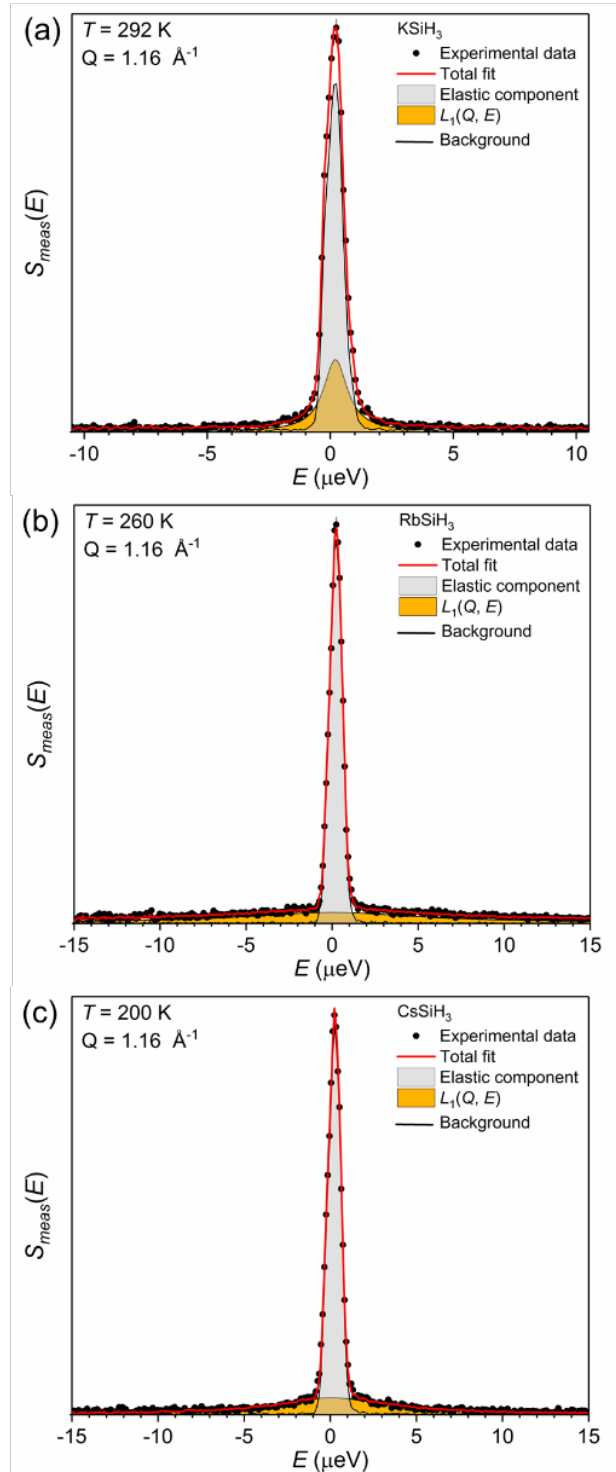 (a)
T = 292 K
Q = 1.16 Å-1
KSiH3
Experimental data
Total fit
Elastic component
L1(Q, E)
Background
Smeas(E)
-10 -5 0 5 10
E (μeV)
(b)
T = 260 K
Q = 1.16 Å-1
RbSiH3
Experimental data
Total fit
Elastic component
L1(Q, E)
Background
Smeas(E)
-15 -10 -5 0 5 10 15
E (μeV)
(c)
T = 200 K
Q = 1.16 Å-1
CsSiH3
Experimental data
Total fit
Elastic component
L1(Q, E)
Background
Smeas(E)
-15 -10 -5 0 5 10 15
E (μeV)